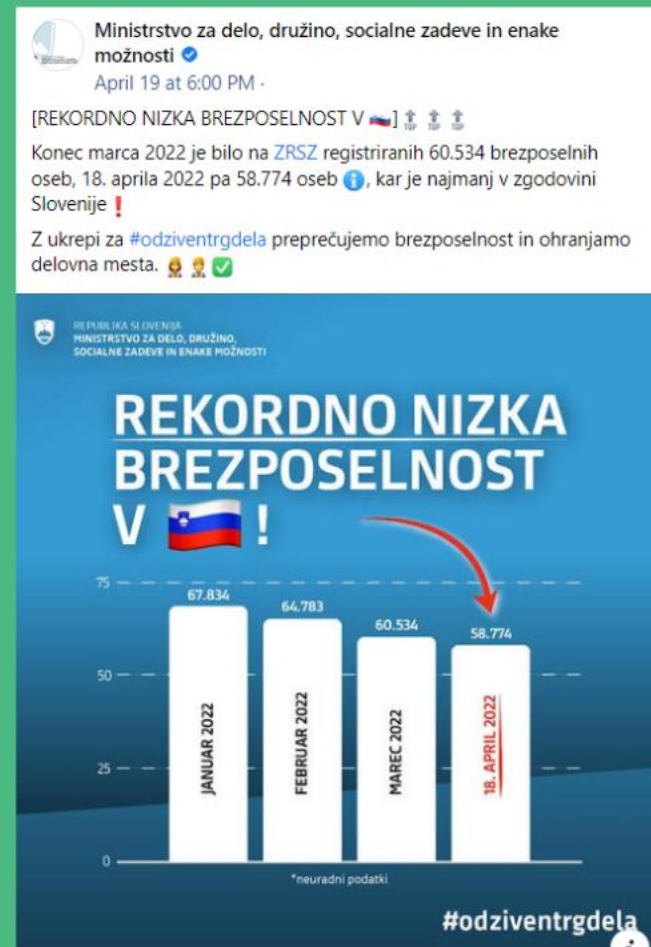 Ministrstvo za delo, družino, socialne zadeve in enake
možnosti
April 19 at 6:00 PM ·
[REKORDNO NIZKA BREZPOSELNOST V 🇸🇮] 🔝 🔝 🔝
Konec marca 2022 je bilo na ZRSZ registriranih 60.534 brezposelnih
oseb, 18. aprila 2022 pa 58.774 oseb ℹ️, kar je najmanj v zgodovini
Slovenije ❗
Z ukrepi za #odziventrgdela preprečujemo brezposelnost in ohranjamo
delovna mesta. 👩‍🚒 👷 ✅
REPUBLIKA SLOVENIJA
MINISTRSTVO ZA DELO, DRUŽINO,
SOCIALNE ZADEVE IN ENAKE MOŽNOSTI
REKORDNO NIZKA
BREZPOSELNOST
V 🇸🇮 !
75
67.834
64.783
60.534
58.774
50
25
0
JANUAR 2022
FEBRUAR 2022
MAREC 2022
18. APRIL 2022
*neuradni podatki
#odziventrgdela